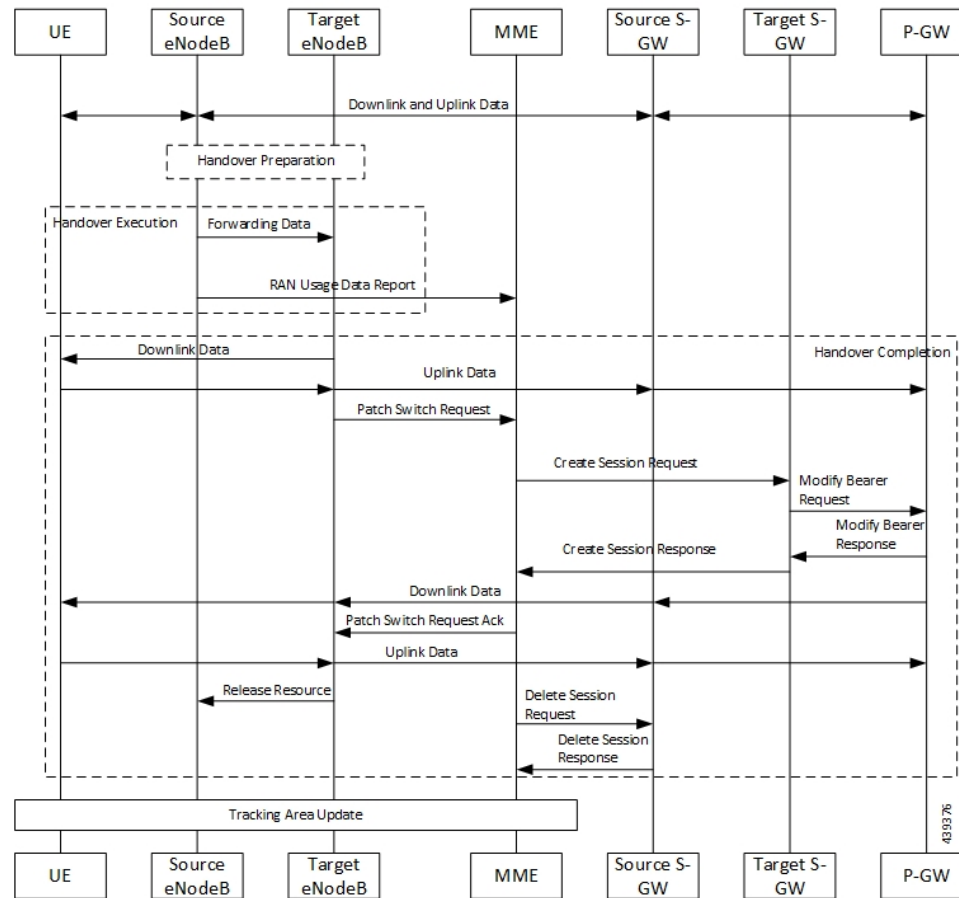 UE
Source
eNodeB
Target
eNodeB
MME
Source S-
GW
Target S-
GW
P-GW
Downlink and Uplink Data
Handover Preparation
Handover Execution
Forwarding Data
RAN Usage Data Report
Downlink Data
Handover Completion
Uplink Data
Patch Switch Request
Create Session Request
Modify Bearer
Request
Modify Bearer
Response
Create Session Response
Downlink Data
Patch Switch Request Ack
Uplink Data
Release Resource
Delete Session
Request
Delete Session
Response
Tracking Area Update
439376
UE
Source
eNodeB
Target
eNodeB
MME
Source S-
GW
Target S-
GW
P-GW